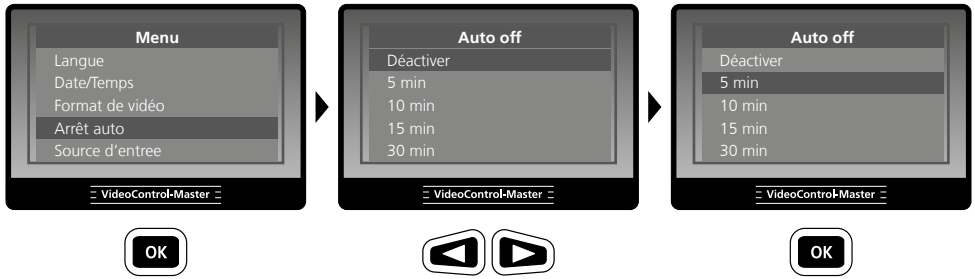 Menu
Langue
Date/Temps
Format de vidéo
Arrêt auto
Source d'entree
VideoControl-Master
OK
Auto off
Déactiver
5 min
10 min
15 min
30 min
VideoControl-Master
Auto off
Déactiver
5 min
10 min
15 min
30 min
VideoControl-Master
OK